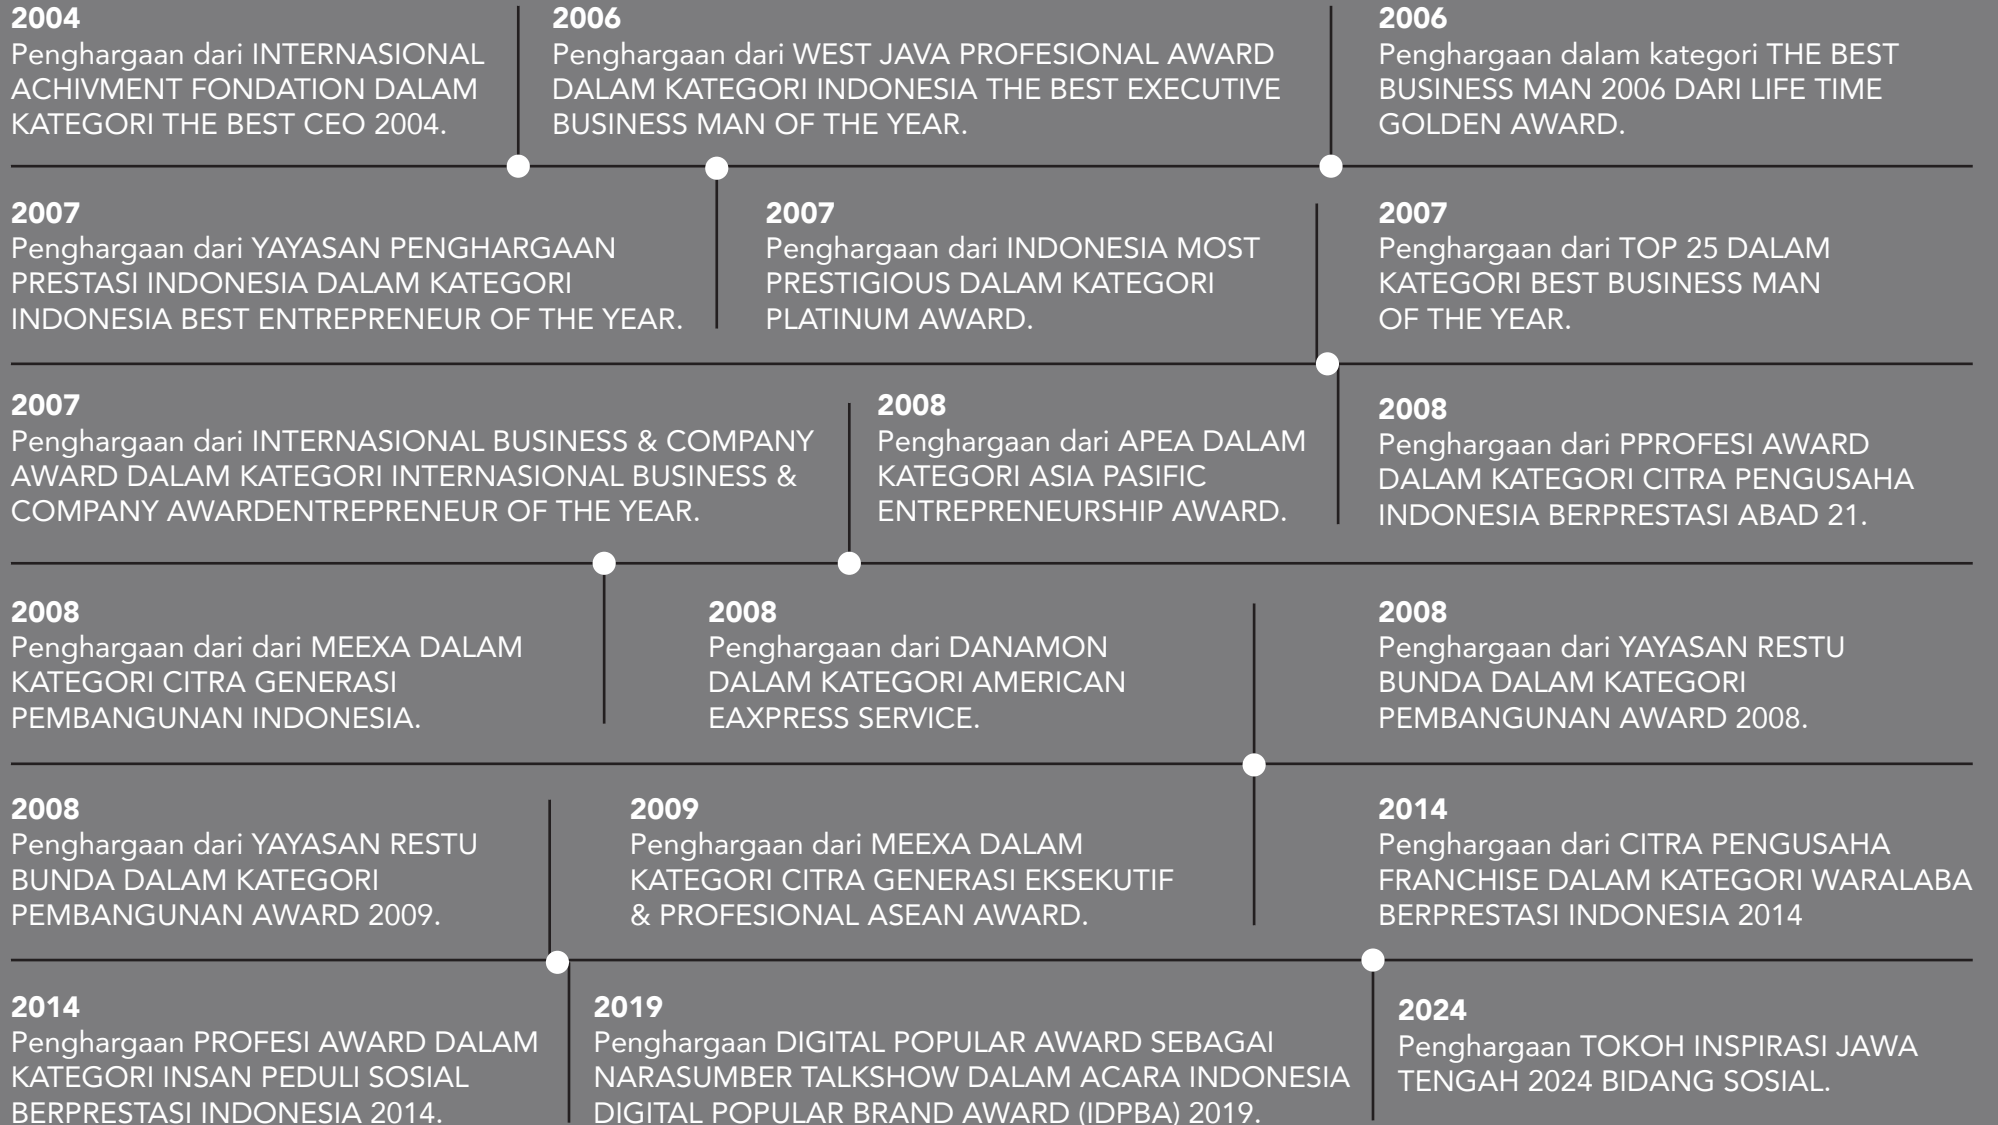 2004
Penghargaan dari INTERNASIONAL
ACHIVMENT FONDATION DALAM
KATEGORI THE BEST CEO 2004.
2006
Penghargaan dari WEST JAVA PROFESIONAL AWARD
DALAM KATEGORI INDONESIA THE BEST EXECUTIVE
BUSINESS MAN OF THE YEAR.
2006
Penghargaan dalam kategori THE BEST
BUSINESS MAN 2006 DARI LIFE TIME
GOLDEN AWARD.
2007
Penghargaan dari YAYASAN PENGHARGAAN
PRESTASI INDONESIA DALAM KATEGORI
INDONESIA BEST ENTREPRENEUR OF THE YEAR.
2007
Penghargaan dari INDONESIA MOST
PRESTIGIOUS DALAM KATEGORI
PLATINUM AWARD.
2007
Penghargaan dari TOP 25 DALAM
KATEGORI BEST BUSINESS MAN
OF THE YEAR.
2007
Penghargaan dari INTERNASIONAL BUSINESS & COMPANY
AWARD DALAM KATEGORI INTERNASIONAL BUSINESS &
COMPANY AWARDENTREPRENEUR OF THE YEAR.
2008
Penghargaan dari APEA DALAM
KATEGORI ASIA PASIFIC
ENTREPRENEURSHIP AWARD.
2008
Penghargaan dari PPROFESI AWARD
DALAM KATEGORI CITRA PENGUSAHA
INDONESIA BERPRESTASI ABAD 21.
2008
Penghargaan dari dari MEEXA DALAM
KATEGORI CITRA GENERASI
PEMBANGUNAN INDONESIA.
2008
Penghargaan dari DANAMON
DALAM KATEGORI AMERICAN
EAXPRESS SERVICE.
2008
Penghargaan dari YAYASAN RESTU
BUNDA DALAM KATEGORI
PEMBANGUNAN AWARD 2008.
2008
Penghargaan dari YAYASAN RESTU
BUNDA DALAM KATEGORI
PEMBANGUNAN AWARD 2009.
2009
Penghargaan dari MEEXA DALAM
KATEGORI CITRA GENERASI EKSEKUTIF
& PROFESIONAL ASEAN AWARD.
2014
Penghargaan dari CITRA PENGUSAHA
FRANCHISE DALAM KATEGORI WARALABA
BERPRESTASI INDONESIA 2014
2014
Penghargaan PROFESI AWARD DALAM
KATEGORI INSAN PEDULI SOSIAL
BERPRESTASI INDONESIA 2014.
2019
Penghargaan DIGITAL POPULAR AWARD SEBAGAI
NARASUMBER TALKSHOW DALAM ACARA INDONESIA
DIGITAL POPULAR BRAND AWARD (IDPBA) 2019.
2024
Penghargaan TOKOH INSPIRASI JAWA
TENGAH 2024 BIDANG SOSIAL.